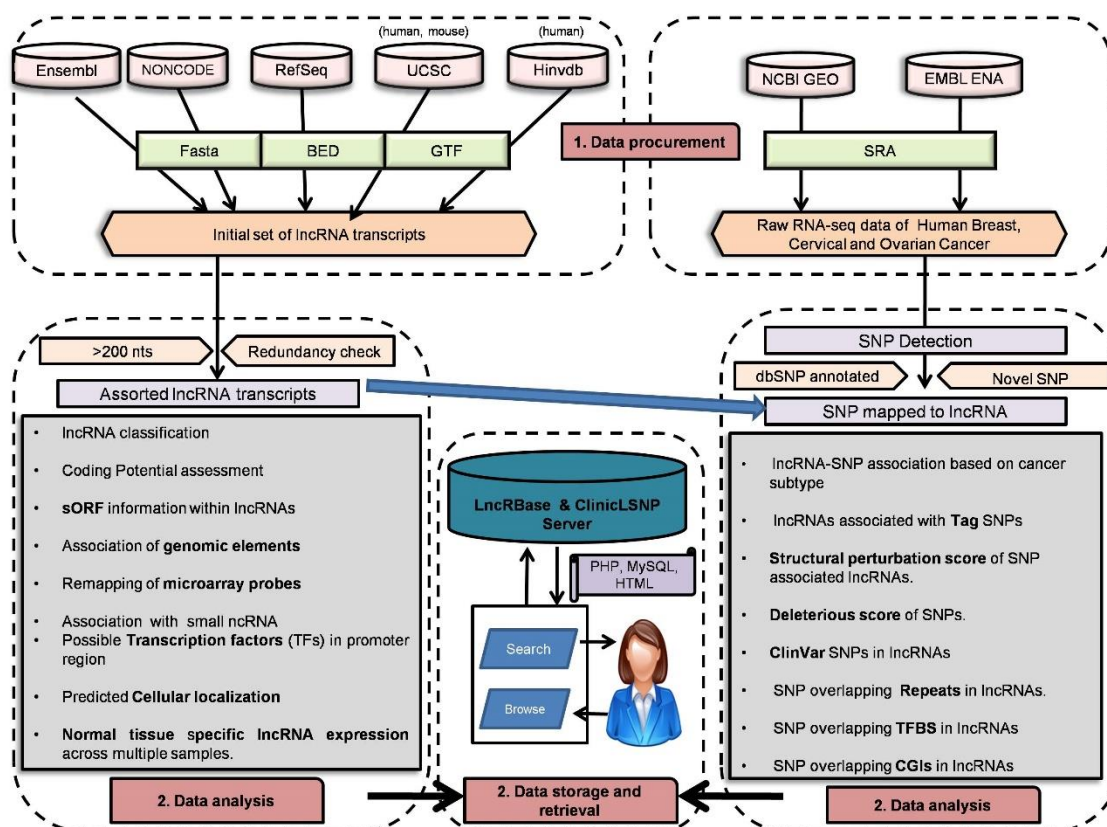 (human, mouse)
(human)
Ensembl
NONCODE
RefSeq
UCSC
Hinvdb
Fasta
BED
GTF
Initial set of lncRNA transcripts
1. Data procurement
NCBI GEO
EMBL ENA
SRA
Raw RNA-seq data of Human Breast,
Cervical and Ovarian Cancer
>200 nts
Redundancy check
Assorted lncRNA transcripts
• lncRNA classification
• Coding Potential assessment
• sORF information within lncRNAs
• Association of genomic elements
• Remapping of microarray probes
• Association with small ncRNA
• Possible Transcription factors (TFs) in promoter
region
• Predicted Cellular localization
• Normal tissue specific lncRNA expression
across multiple samples.
2. Data analysis
LncRBase & ClinicLSNP
Server
PHP, MySQL,
HTML
Search
Browse
2. Data storage and
retrieval
SNP Detection
dbSNP annotated
Novel SNP
SNP mapped to lncRNA
• lncRNA-SNP association based on cancer
subtype
• lncRNAs associated with Tag SNPs
• Structural perturbation score of SNP
associated lncRNAs.
• Deleterious score of SNPs.
• ClinVar SNPs in lncRNAs
• SNP overlapping Repeats in lncRNAs.
• SNP overlapping TFBS in lncRNAs
• SNP overlapping CGIs in lncRNAs
2. Data analysis